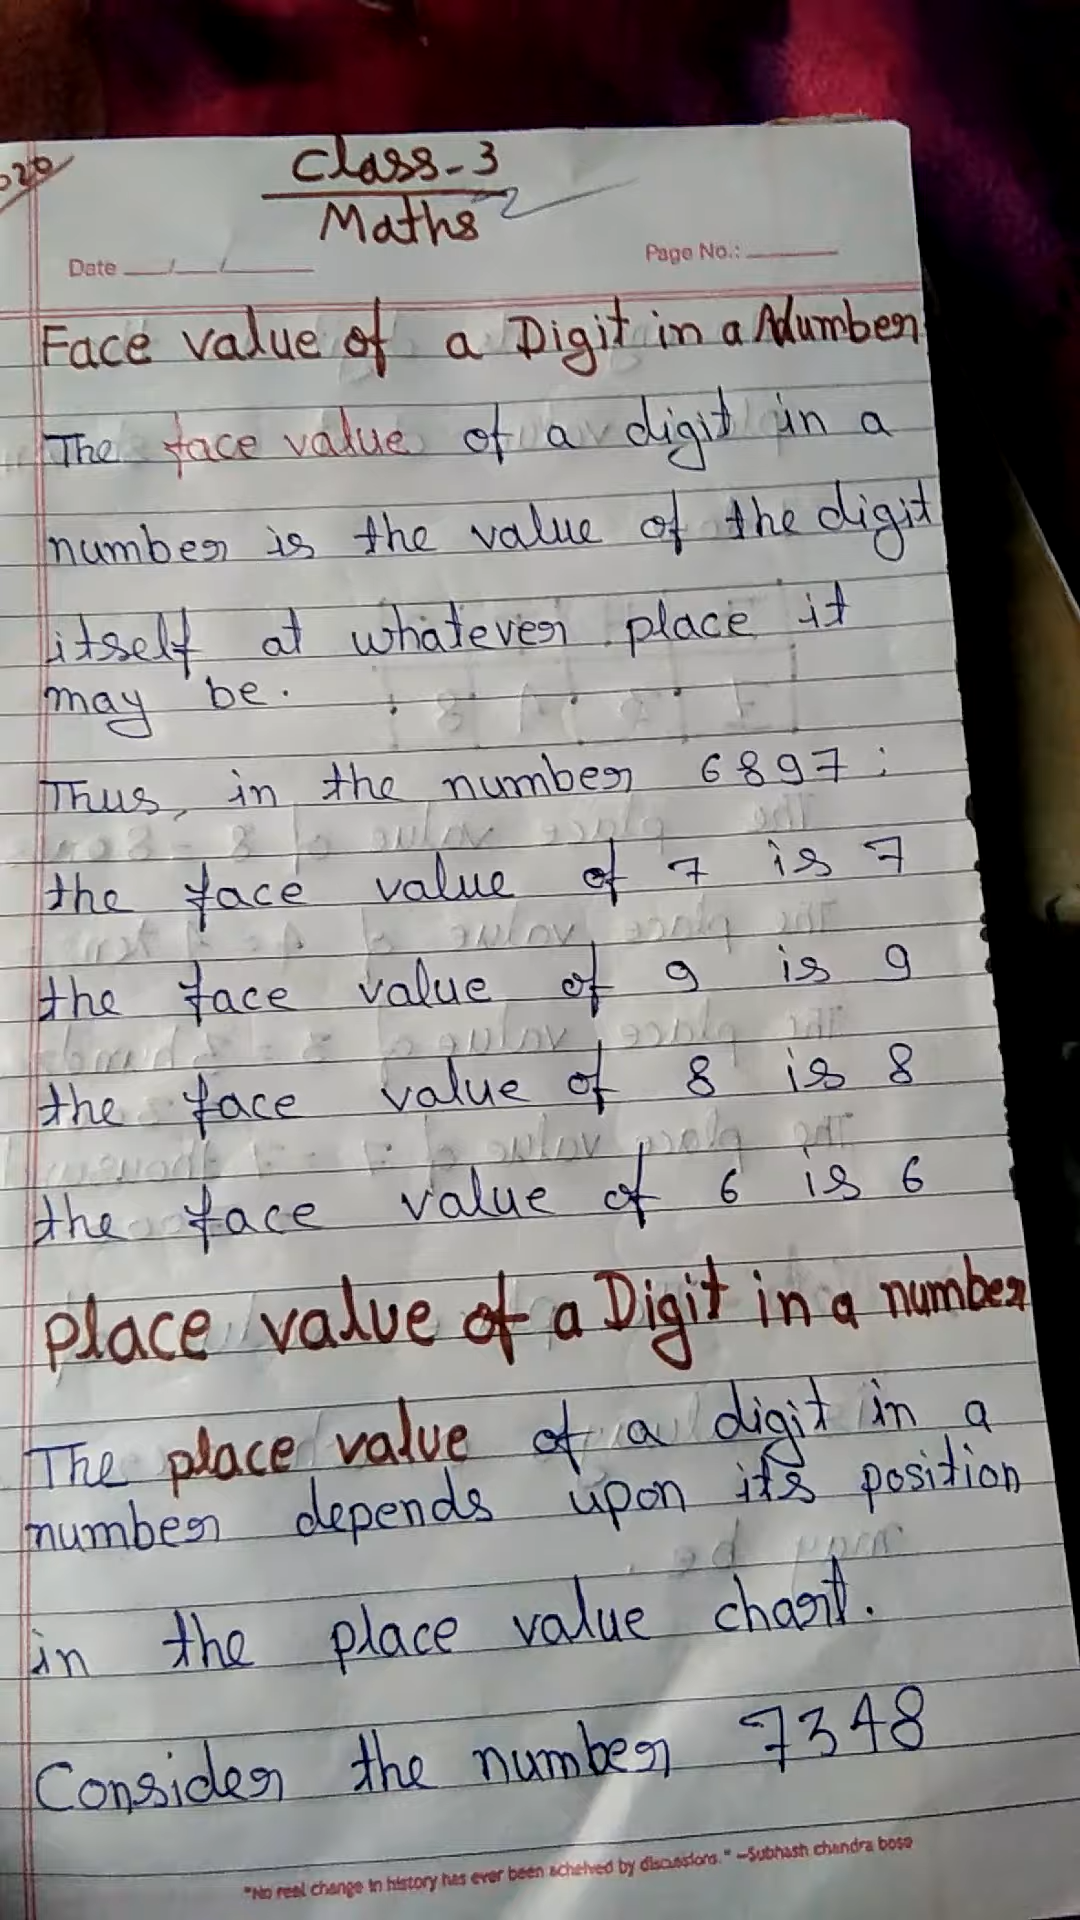 020
Class-3
Maths
Date
Page No.:
Face value of a Digit in a Number
The face value of a digit in a
number is the value of the digit
itself at whatever place it
may be.
Thus, in the number 6897:
the face value of 7 is 7
the face value of 9 is 9
the face value of 8 is 8
the face value of 6 is 6
place value of a Digit in a number
The place value of a digit in a
number depends upon its position
in the place value chart.
Consider the number 7348
"No real change in history has ever been acheived by discussions." –Subhash chandra bose